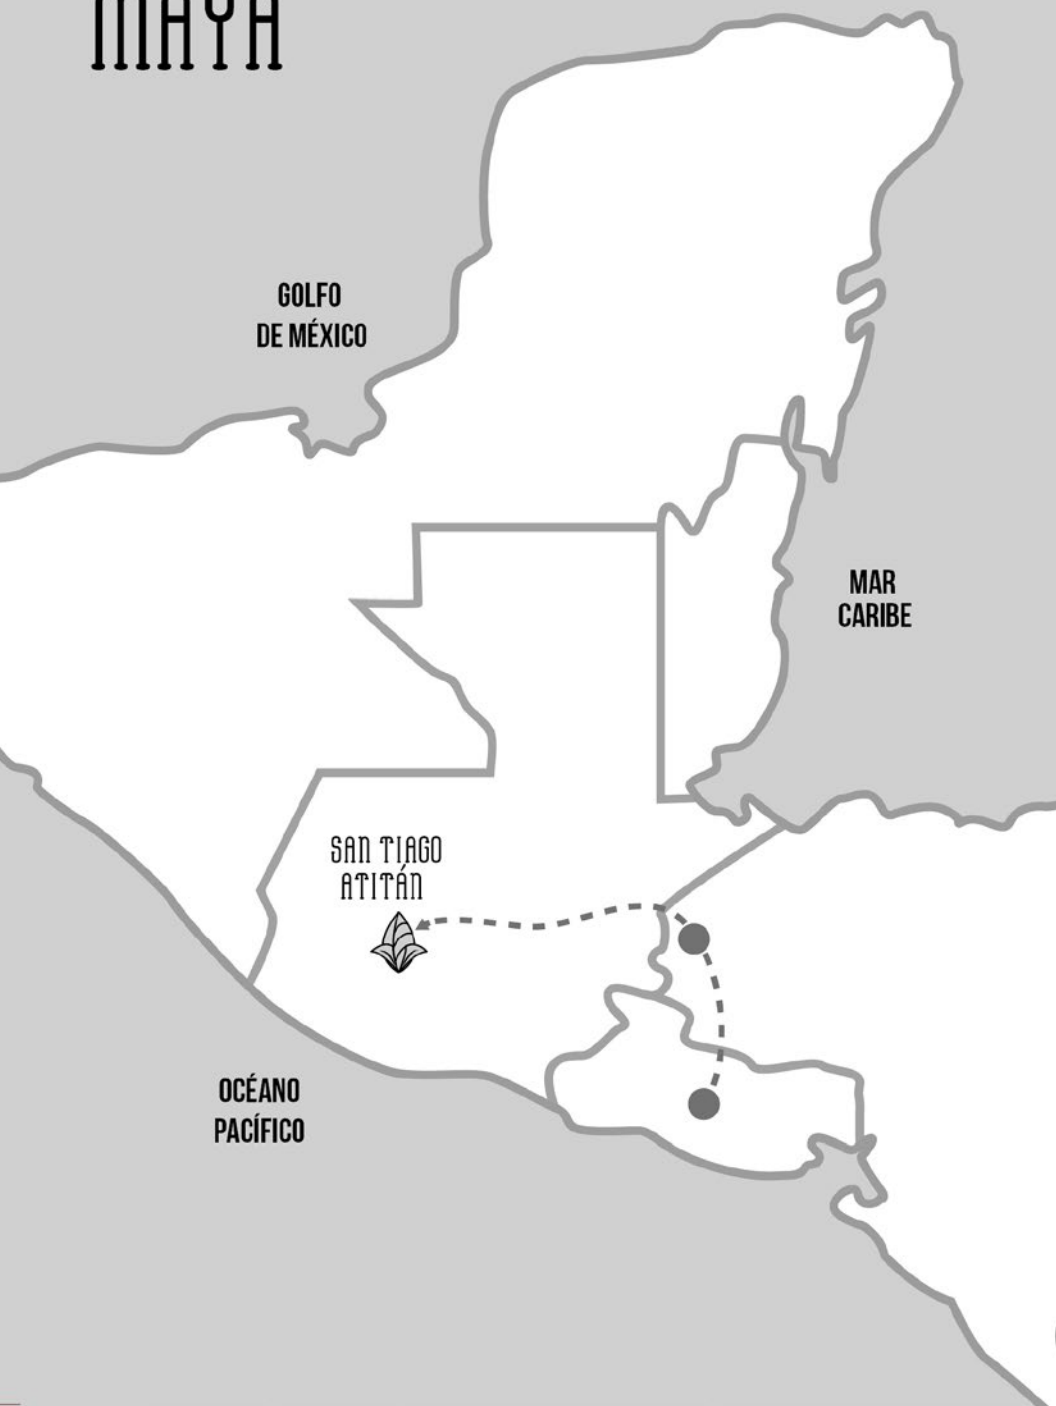 MAYA
GOLFO
DE MÉXICO
MAR
CARIBE
SAN TIAGO
ATITÁN
OCÉANO
PACÍFICO